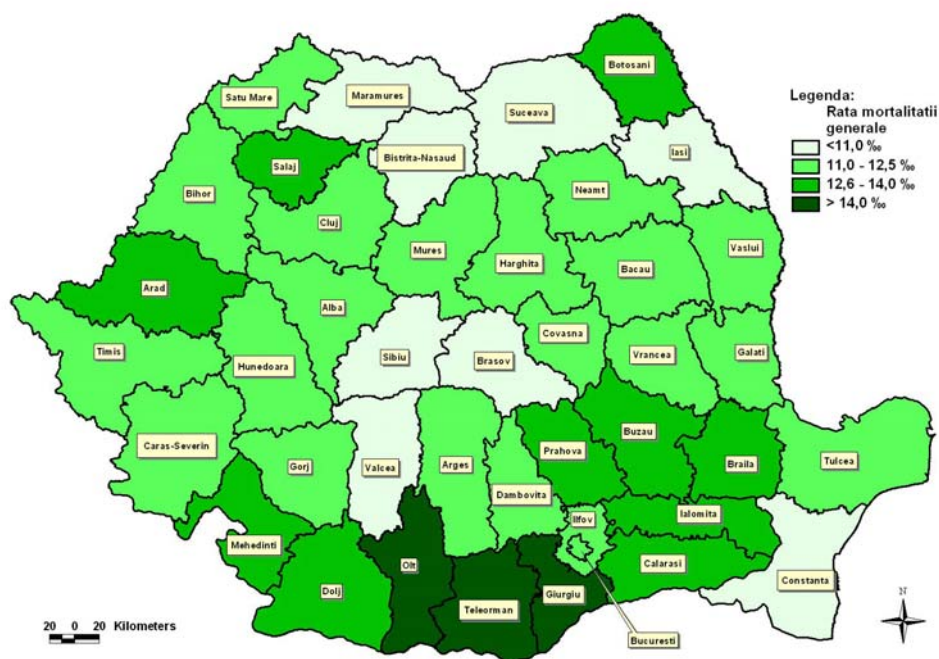 Botosani
Satu Mare
Maramures
Suceava
Legenda:
Rata mortalitatii
generale
<11,0 ‰
11,0 - 12,5 ‰
12,6 - 14,0 ‰
> 14,0 ‰
Iasi
Bistrita-Nasaud
Salaj
Bihor
Neamt
Cluj
Mures
Harghita
Vaslui
Bacau
Arad
Alba
Covasna
Timis
Sibiu
Brasov
Vrancea
Galati
Hunedoara
Caras-Severin
Gorj
Valcea
Arges
Prahova
Buzau
Braila
Tulcea
Dambovita
Ilfov
Ialomita
Mehedinti
Olt
Calarasi
Constanta
Dolj
Teleorman
Giurgiu
Bucuresti
20 0 20 Kilometers
N